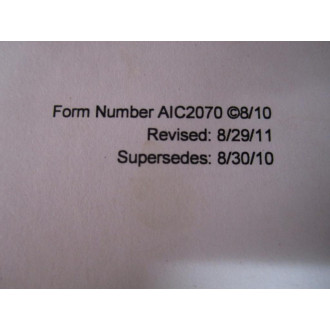 Form Number AIC2070 ©8/10
Revised: 8/29/11
Supersedes: 8/30/10